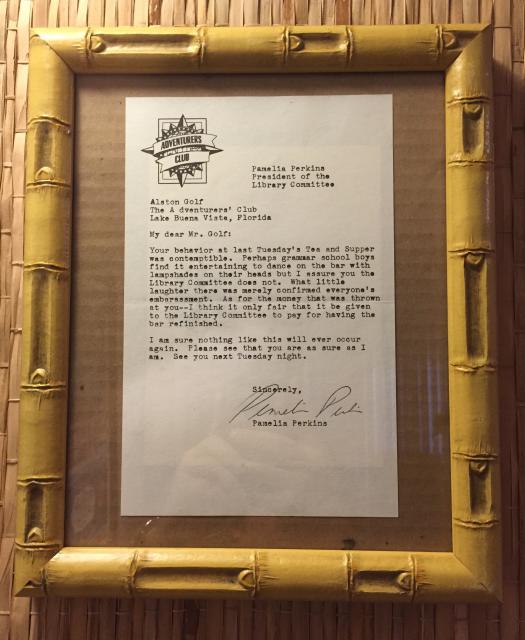 ADVENTURERS
CLUB
Pamelia Perkins
President of the
Library Committee
Alston Golf
The A dventurers' Club
Lake Buena Vista, Florida
My dear Mr. Golf:
Your behavior at last Tuesday's Tea and Supper
was contemptible. Perhaps grammar school boys
find it entertaining to dance on the bar with
lampshades on their heads but I assure you the
Library Committee does not. What little
laughter there was merely confirmed everyone's
embarassment. As for the money that was thrown
at you--I think it only fair that it be given
to the Library Committee to pay for having the
bar refinished.
I am sure nothing like this will ever occur
again. Please see that you are as sure as I
am. See you next Tuesday night.
Sincerely,
Pamelia Perkins
Pamelia Perkins